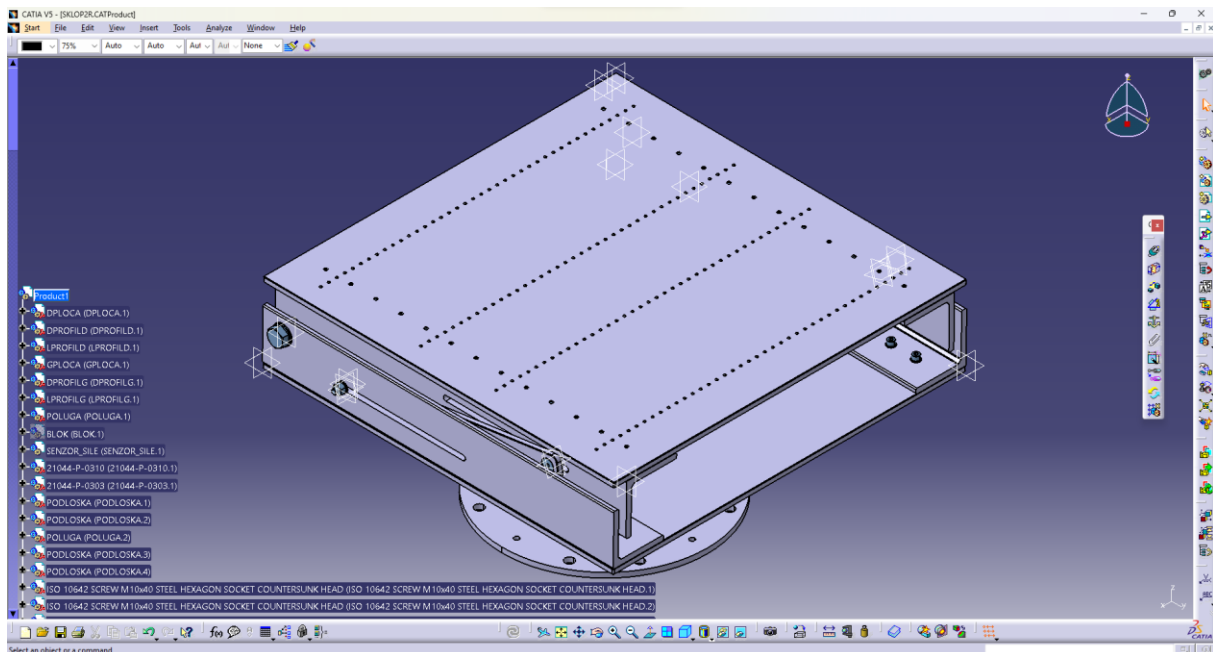 CATIA V5 - [SKLOP2R.CATProduct]
Start File Edit View Insert Tools Analyze Window Help
75% Auto Auto Aut Aut None
Product1
DPLOCA (DPLOCA.1)
DPROFILD (DPROFILD.1)
LPROFILD (LPROFILD.1)
GPLOCA (GPLOCA.1)
DPROFILG (DPROFILG.1)
LPROFILG (LPROFILG.1)
POLUGA (POLUGA.1)
BLOK (BLOK.1)
SENZOR_SILE (SENZOR_SILE.1)
21044-P-0310 (21044-P-0310.1)
21044-P-0303 (21044-P-0303.1)
PODLOSKA (PODLOSKA.1)
PODLOSKA (PODLOSKA.2)
POLUGA (POLUGA.2)
PODLOSKA (PODLOSKA.3)
PODLOSKA (PODLOSKA.4)
ISO 10642 SCREW M10x40 STEEL HEXAGON SOCKET COUNTERSUNK HEAD (ISO 10642 SCREW M10x40 STEEL HEXAGON SOCKET COUNTERSUNK HEAD.1)
ISO 10642 SCREW M10x40 STEEL HEXAGON SOCKET COUNTERSUNK HEAD (ISO 10642 SCREW M10x40 STEEL HEXAGON SOCKET COUNTERSUNK HEAD.2)
f(x)
CATIA
Select an object or a command